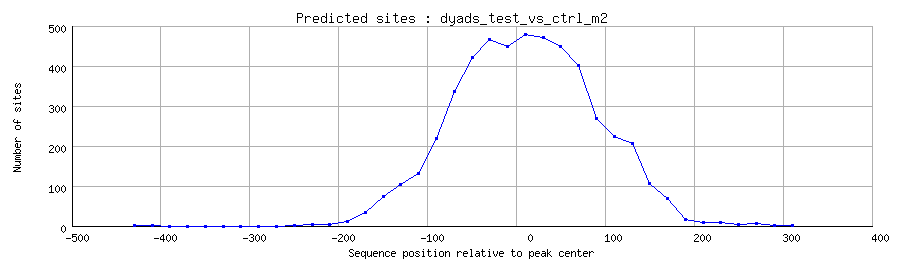 Predicted sites : dyads_test_vs_ctrl_m2
500
400
300
200
100
0
Number of sites
-500 -400 -300 -200 -100 0 100 200 300 400
Sequence position relative to peak center